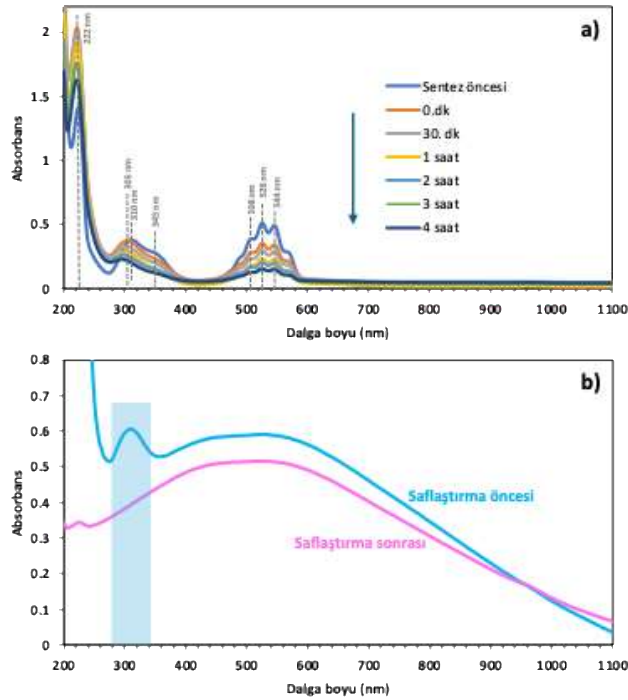 a)
2
1.5
1
0.5
0
Absorbans
222 nm
306 nm
310 nm
349 nm
508 nm
526 nm
544 nm
Sentez öncesi
0.dk
30. dk
1 saat
2 saat
3 saat
4 saat
200 300 400 500 600 700 800 900 1000 1100
Dalga boyu (nm)
b)
0.8
0.7
0.6
0.5
0.4
0.3
0.2
0.1
0
Absorbans
Saflaştırma öncesi
Saflaştırma sonrası
200 300 400 500 600 700 800 900 1000 1100
Dalga boyu (nm)